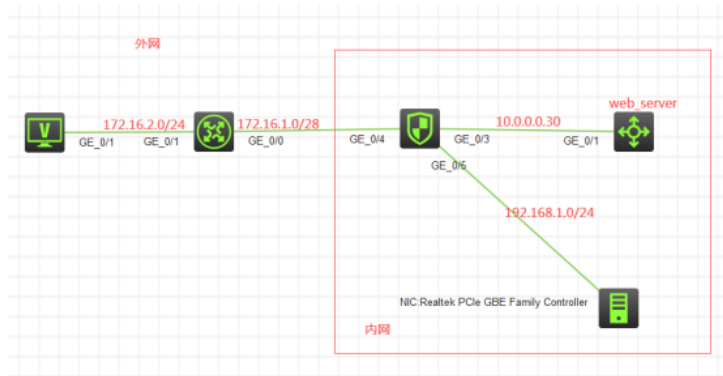 外网
web_server
172.16.2.0/24
172.16.1.0/28
10.0.0.0.30
V
GE_0/1
GE_0/1
GE_0/0
GE_0/4
GE_0/3
GE_0/1
GE_0/5
192.168.1.0/24
NIC:Realtek PCIe GBE Family Controller
内网